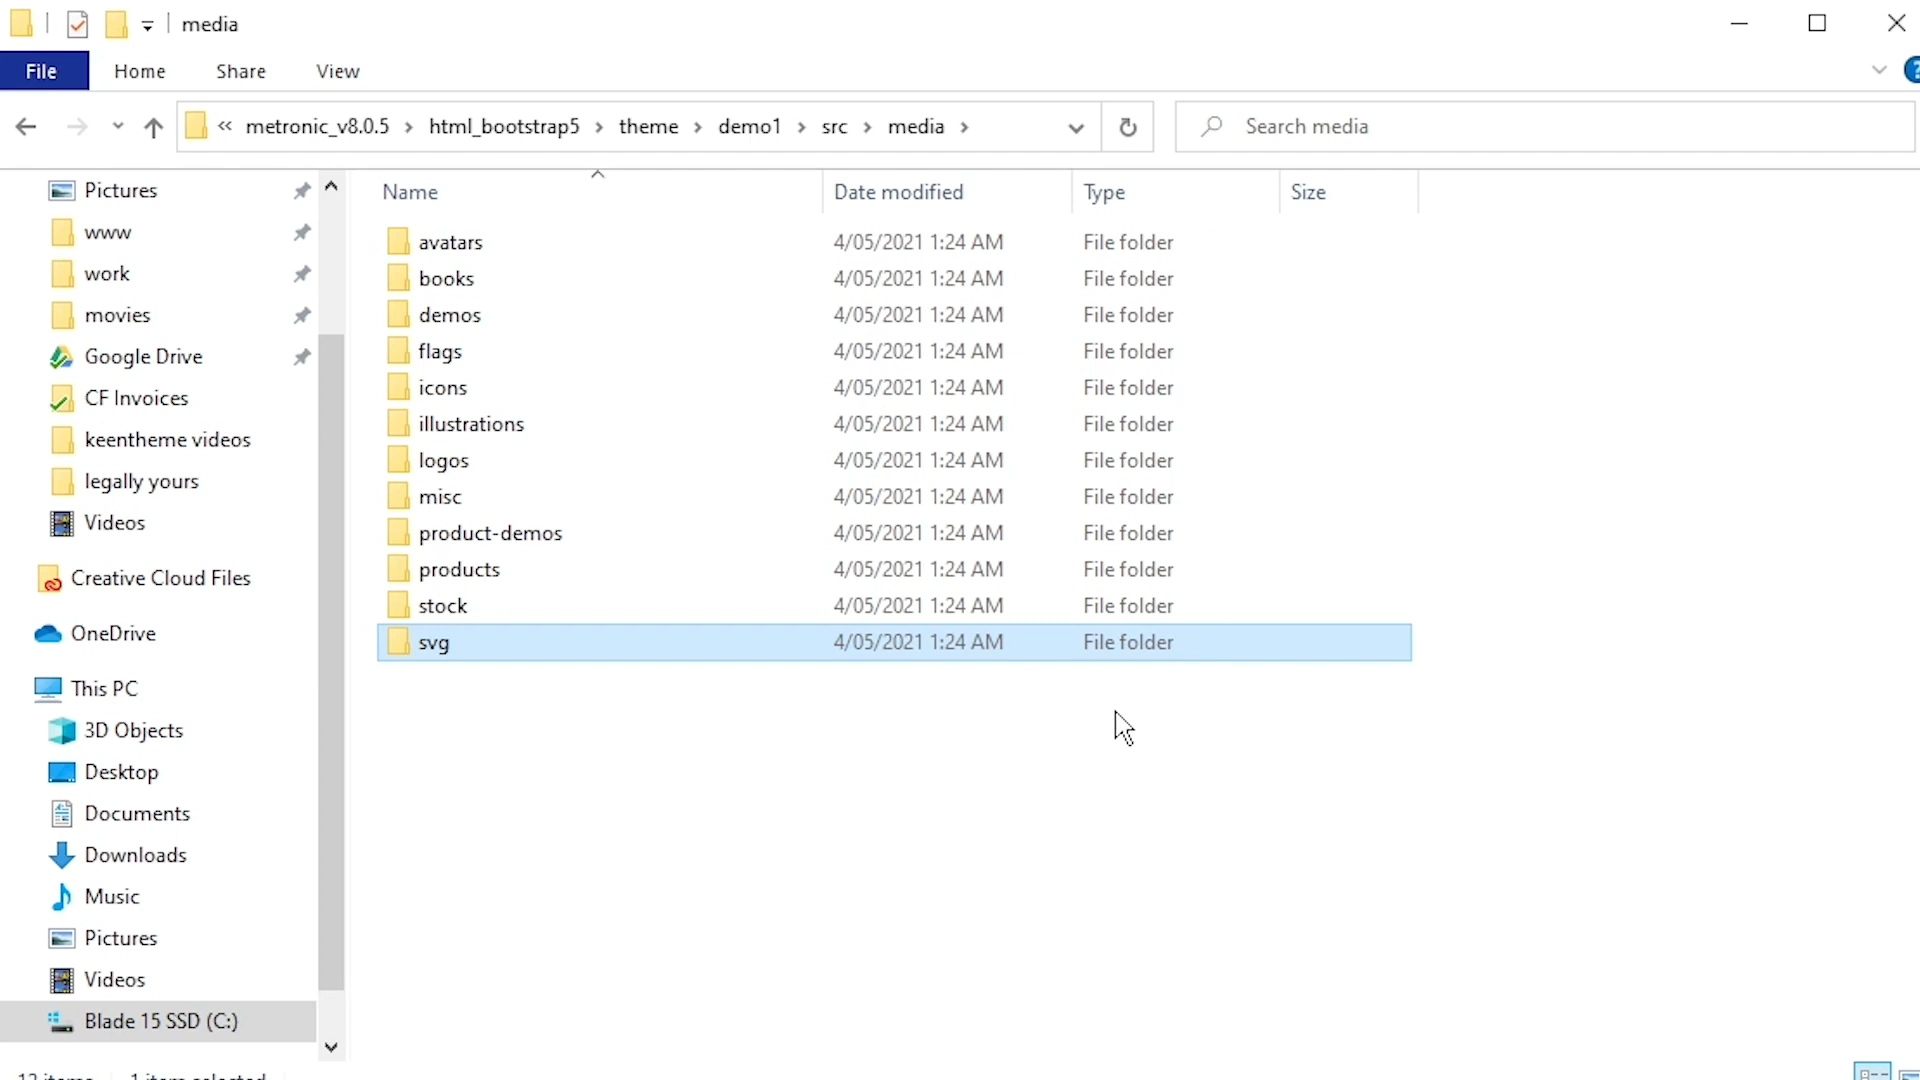 media
File Home Share View
« metronic_v8.0.5 > html_bootstrap5 > theme > demo1 > src > media >
Search media
Pictures
www
work
movies
Google Drive
CF Invoices
keentheme videos
legally yours
Videos
Creative Cloud Files
OneDrive
This PC
3D Objects
Desktop
Documents
Downloads
Music
Pictures
Videos
Blade 15 SSD (C:)
Name Date modified Type Size
avatars 4/05/2021 1:24 AM File folder
books 4/05/2021 1:24 AM File folder
demos 4/05/2021 1:24 AM File folder
flags 4/05/2021 1:24 AM File folder
icons 4/05/2021 1:24 AM File folder
illustrations 4/05/2021 1:24 AM File folder
logos 4/05/2021 1:24 AM File folder
misc 4/05/2021 1:24 AM File folder
product-demos 4/05/2021 1:24 AM File folder
products 4/05/2021 1:24 AM File folder
stock 4/05/2021 1:24 AM File folder
svg 4/05/2021 1:24 AM File folder
12 items 1 item selected